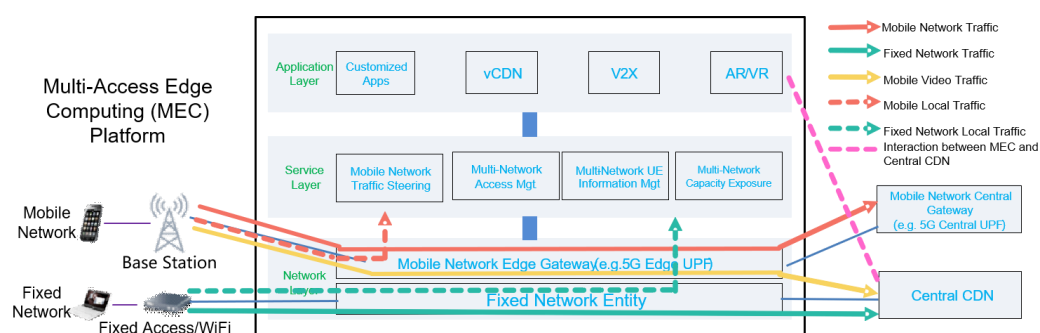 Multi-Access Edge
Computing (MEC)
Platform
Application
Layer
Customized
Apps
vCDN
V2X
AR/VR
Service
Layer
Mobile Network
Traffic Steering
Multi-Network
Access Mgt
MultiNetwork UE
Information Mgt
Multi-Network
Capacity Exposure
Network
Layer
Mobile Network Edge Gateway(e.g.5G Edge UPF)
Fixed Network Entity
Mobile
Network
Base Station
Fixed
Network
Fixed Access/WiFi
Mobile Network Traffic
Fixed Network Traffic
Mobile Video Traffic
Mobile Local Traffic
Fixed Network Local Traffic
Interaction between MEC and
Central CDN
Mobile Network Central
Gateway
(e.g. 5G Central UPF)
Central CDN